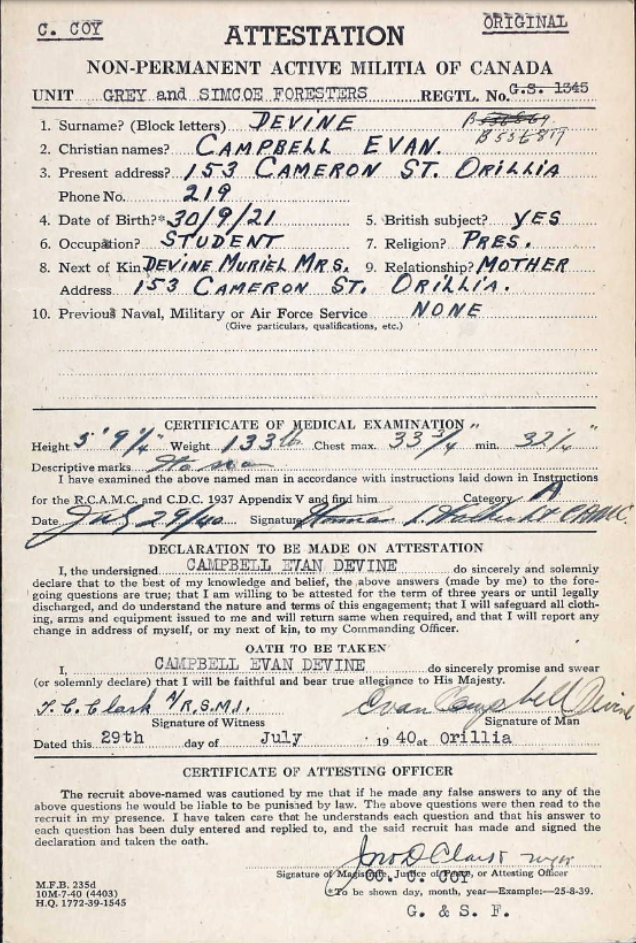 C. COY
ORIGINAL
ATTESTATION
NON-PERMANENT ACTIVE MILITIA OF CANADA
UNIT GREY and SIMCOE FORESTERS REGTL. No. G.S. 1345
1. Surname? (Block letters) DEVINE
B 536819
2. Christian names? CAMPBELL EVAN.
3. Present address? 153 CAMERON ST. ORILLIA
Phone No. 219
4. Date of Birth?* 30/9/21 5. British subject? YES
6. Occupation? STUDENT 7. Religion? PRES.
8. Next of Kin DEVINE MURIEL MRS. 9. Relationship? MOTHER
Address 153 CAMERON ST. ORILLIA.
10. Previous Naval, Military or Air Force Service NONE
(Give particulars, qualifications, etc.)
CERTIFICATE OF MEDICAL EXAMINATION
Height 5' 9 1/4" Weight 133 lb Chest max. 33 3/4 min. 32 1/4"
Descriptive marks
I have examined the above named man in accordance with instructions laid down in Instructions
for the R.C.A.M.C. and C.D.C. 1937 Appendix V and find him Category A
Date July 29/40 Signature
DECLARATION TO BE MADE ON ATTESTATION
I, the undersigned CAMPBELL EVAN DEVINE do sincerely and solemnly
declare that to the best of my knowledge and belief, the above answers (made by me) to the fore-
going questions are true; that I am willing to be attested for the term of three years or until legally
discharged, and do understand the nature and terms of this engagement; that I will safeguard all cloth-
ing, arms and equipment issued to me and will return same when required, and that I will report any
change in address of myself, or my next of kin, to my Commanding Officer.
OATH TO BE TAKEN
I, CAMPBELL EVAN DEVINE do sincerely promise and swear
(or solemnly declare) that I will be faithful and bear true allegiance to His Majesty.
T. C. Clark A/R.S.M.I. Evan Campbell Devine
Signature of Witness Signature of Man
Dated this 29th day of July 1940 at Orillia
CERTIFICATE OF ATTESTING OFFICER
The recruit above-named was cautioned by me that if he made any false answers to any of the
above questions he would be liable to be punished by law. The above questions were then read to the
recruit in my presence. I have taken care that he understands each question and that his answer to
each question has been duly entered and replied to, and the said recruit has made and signed the
declaration and taken the oath.
Signature of Magistrate, Justice of Peace, or Attesting Officer
OC. C. COY
M.F.B. 235d
10M-7-40 (4403)
H.Q. 1772-39-1545
*To be shown day, month, year—Example:—25-8-39.
G. & S. F.